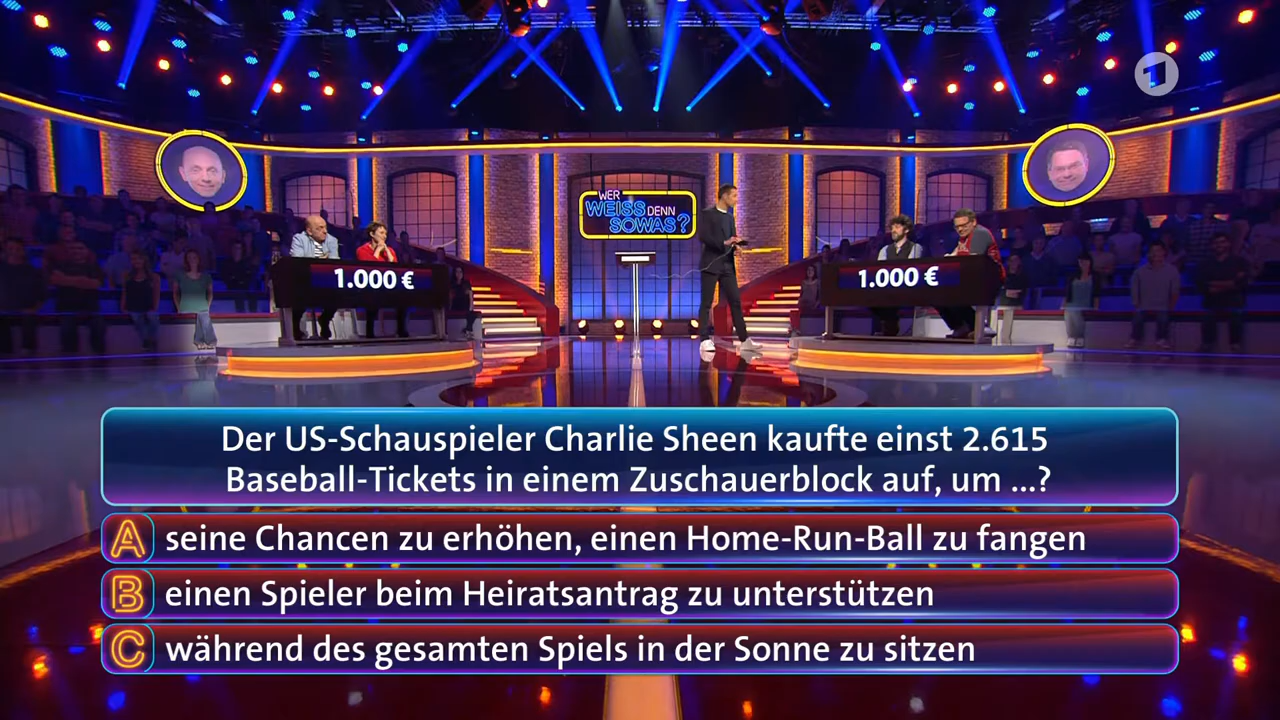 1
WER
WEISS DENN
SOWAS?
1.000 €
1.000 €
Der US-Schauspieler Charlie Sheen kaufte einst 2.615
Baseball-Tickets in einem Zuschauerblock auf, um ...?
A seine Chancen zu erhöhen, einen Home-Run-Ball zu fangen
B einen Spieler beim Heiratsantrag zu unterstützen
C während des gesamten Spiels in der Sonne zu sitzen